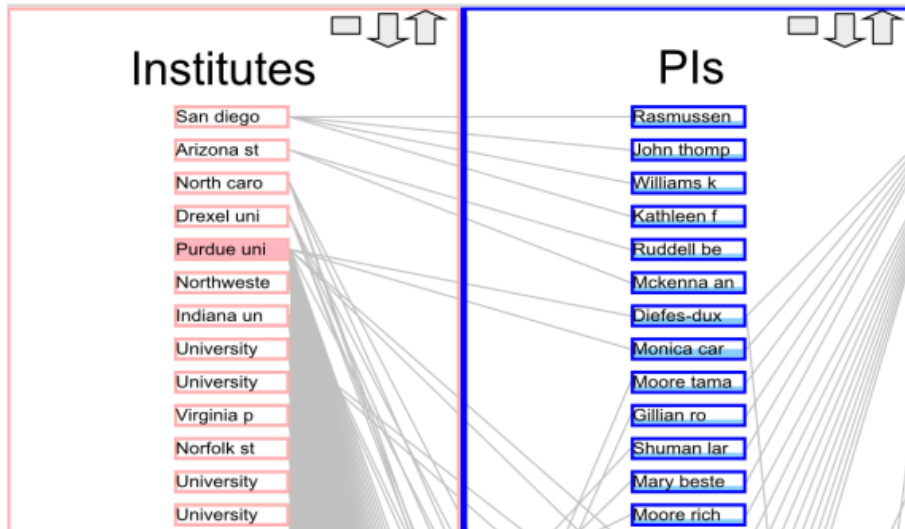 Institutes
San diego
Arizona st
North caro
Drexel uni
Purdue uni
Northweste
Indiana un
University
University
Virginia p
Norfolk st
University
University
PIs
Rasmussen
John thomp
Williams k
Kathleen f
Ruddell be
Mckenna an
Diefes-dux
Monica car
Moore tama
Gillian ro
Shuman lar
Mary beste
Moore rich